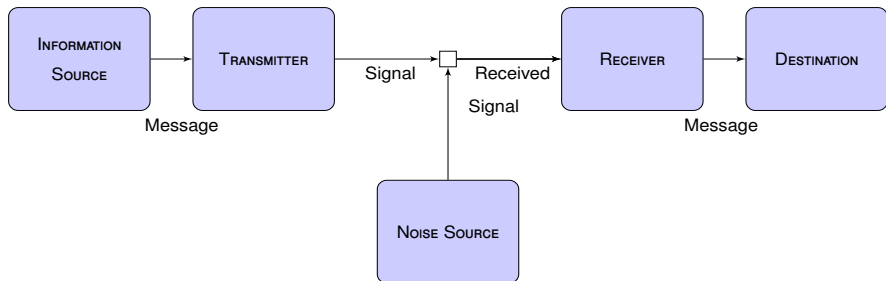 Information
Source
Transmitter
Signal
Received
Signal
Receiver
Destination
Message
Message
Noise Source